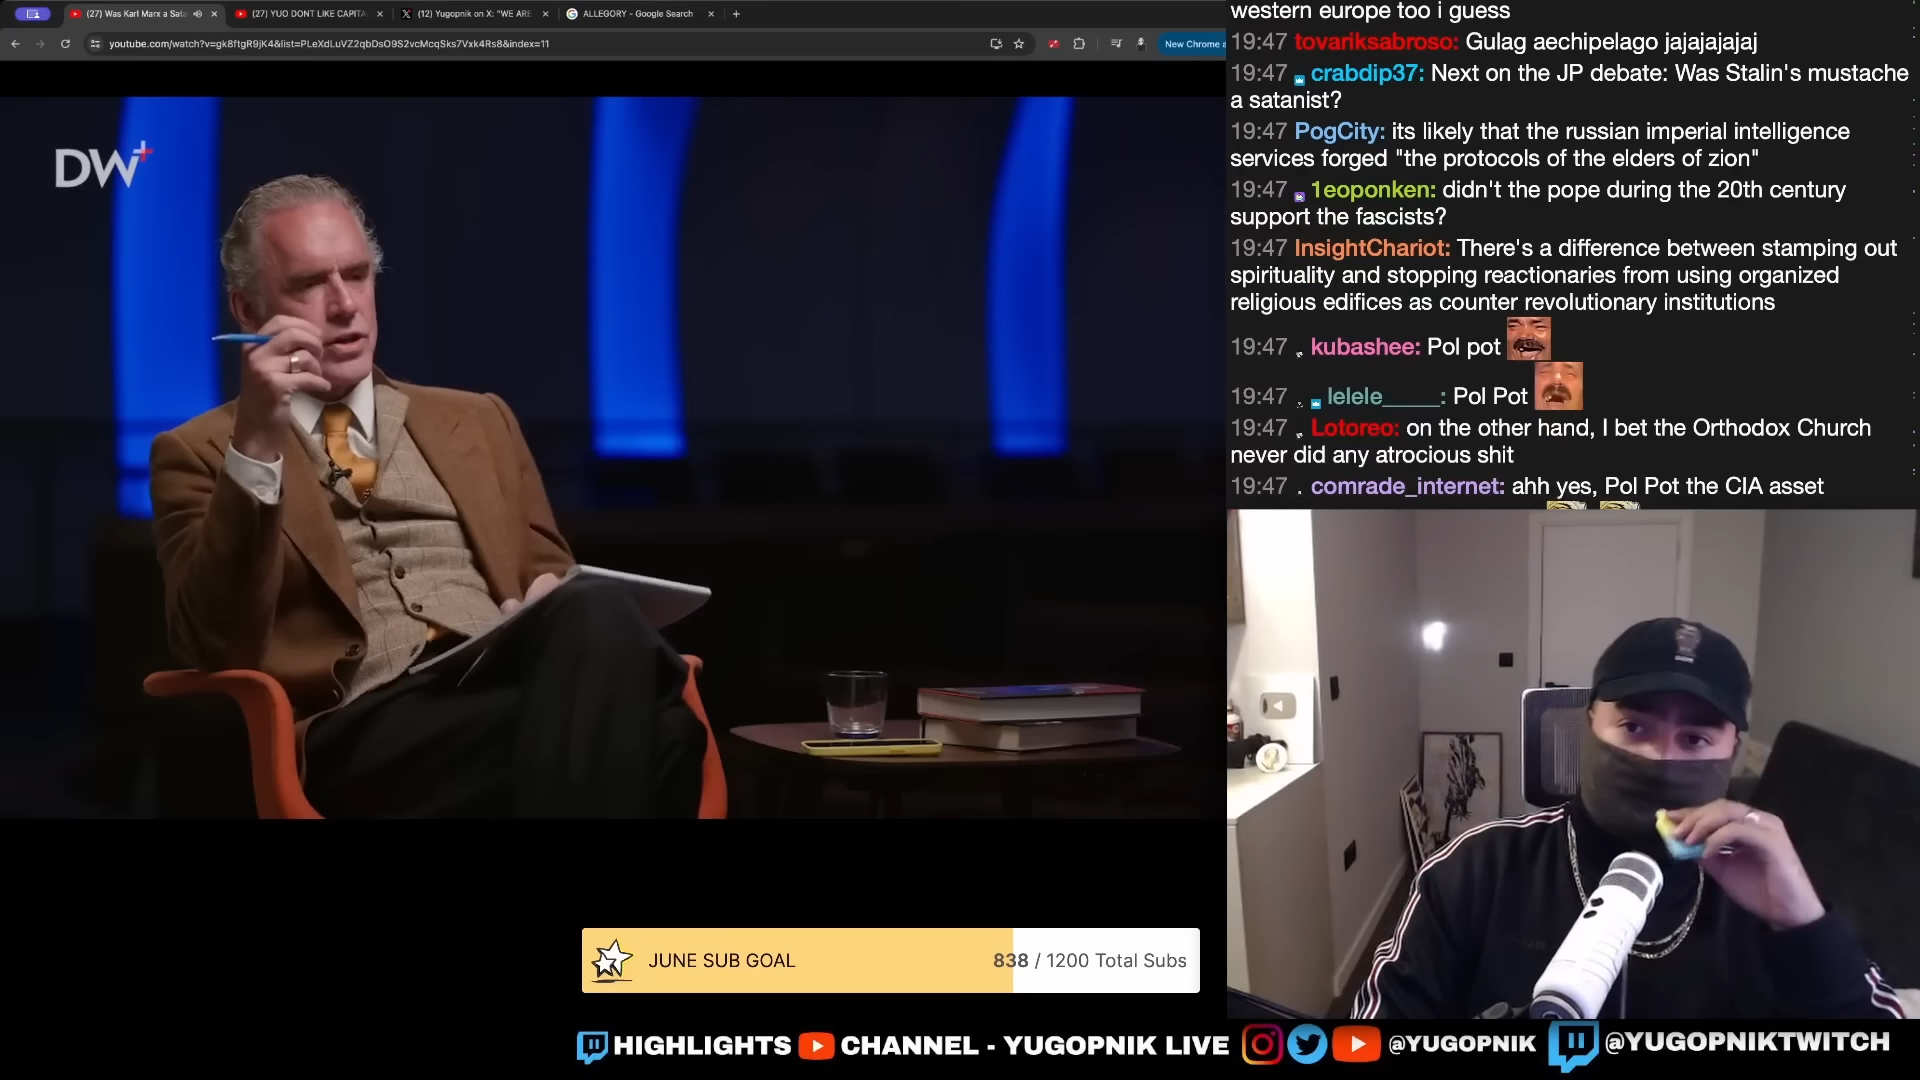 (27) Was Karl Marx a Sata
(27) YUO DONT LIKE CAPITA
(12) Yugopnik on X: "WE ARE
ALLEGORY - Google Search
youtube.com/watch?v=gk8ftgR9jK4&list=PLeXdLuVZ2qbDsO9S2vcMcqSks7Vxk4Rs8&index=11
New Chrome a
DW+
western europe too i guess
19:47 tovariksabroso: Gulag aechipelago jajajajajaj
19:47 crabdip37: Next on the JP debate: Was Stalin's mustache
a satanist?
19:47 PogCity: its likely that the russian imperial intelligence
services forged "the protocols of the elders of zion"
19:47 1eoponken: didn't the pope during the 20th century
support the fascists?
19:47 InsightChariot: There's a difference between stamping out
spirituality and stopping reactionaries from using organized
religious edifices as counter revolutionary institutions
19:47 kubashee: Pol pot
19:47 lelele_____: Pol Pot
19:47 Lotoreo: on the other hand, I bet the Orthodox Church
never did any atrocious shit
19:47 comrade_internet: ahh yes, Pol Pot the CIA asset
JUNE SUB GOAL
838 / 1200 Total Subs
HIGHLIGHTS CHANNEL - YUGOPNIK LIVE @YUGOPNIK @YUGOPNIKTWITCH